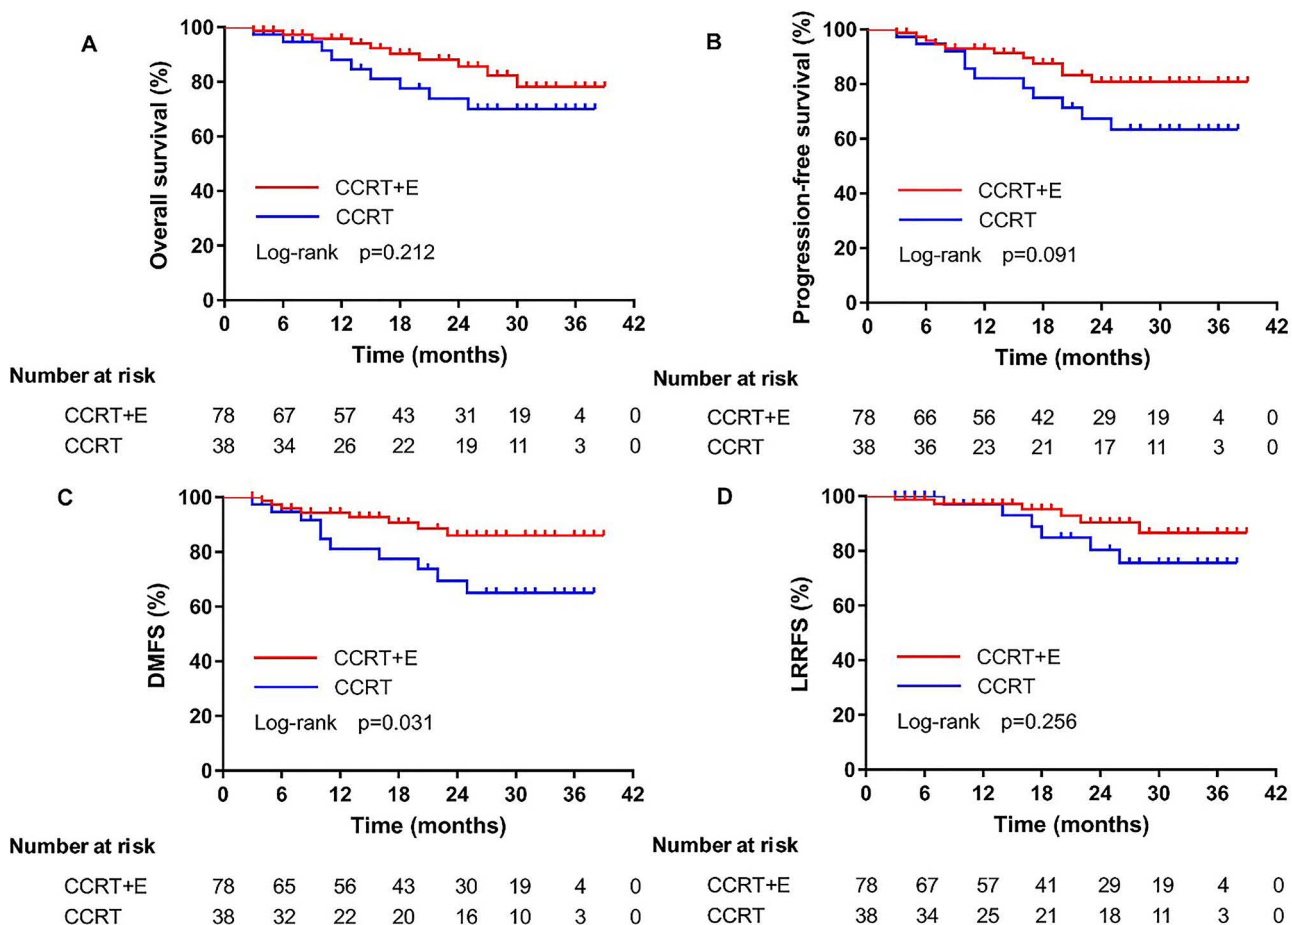 A
Overall survival (%)
100
80
60
40
20
0
CCRT+E
CCRT
Log-rank p=0.212
0 6 12 18 24 30 36 42
Time (months)
Number at risk
CCRT+E 78 67 57 43 31 19 4 0
CCRT 38 34 26 22 19 11 3 0
B
Progression-free survival (%)
100
80
60
40
20
0
CCRT+E
CCRT
Log-rank p=0.091
0 6 12 18 24 30 36 42
Time (months)
Number at risk
CCRT+E 78 66 56 42 29 19 4 0
CCRT 38 36 23 21 17 11 3 0
C
DMFS (%)
100
80
60
40
20
0
CCRT+E
CCRT
Log-rank p=0.031
0 6 12 18 24 30 36 42
Time (months)
Number at risk
CCRT+E 78 65 56 43 30 19 4 0
CCRT 38 32 22 20 16 10 3 0
D
LRRFS (%)
100
80
60
40
20
0
CCRT+E
CCRT
Log-rank p=0.256
0 6 12 18 24 30 36 42
Time (months)
Number at risk
CCRT+E 78 67 57 41 29 19 4 0
CCRT 38 34 25 21 18 11 3 0